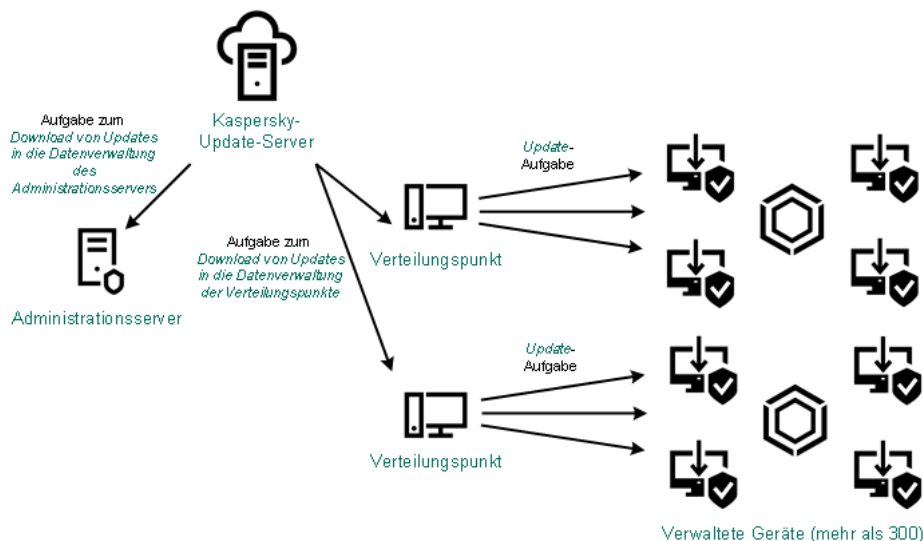 Kaspersky-
Update-Server
Aufgabe zum
Download von Updates
in die Datenverwaltung
des
Administrationsservers
Administrationsserver
Aufgabe zum
Download von Updates
in die Datenverwaltung
der Verteilungspunkte
Update-
Aufgabe
Verteilungspunkt
Update-
Aufgabe
Verteilungspunkt
Verwaltete Geräte (mehr als 300)